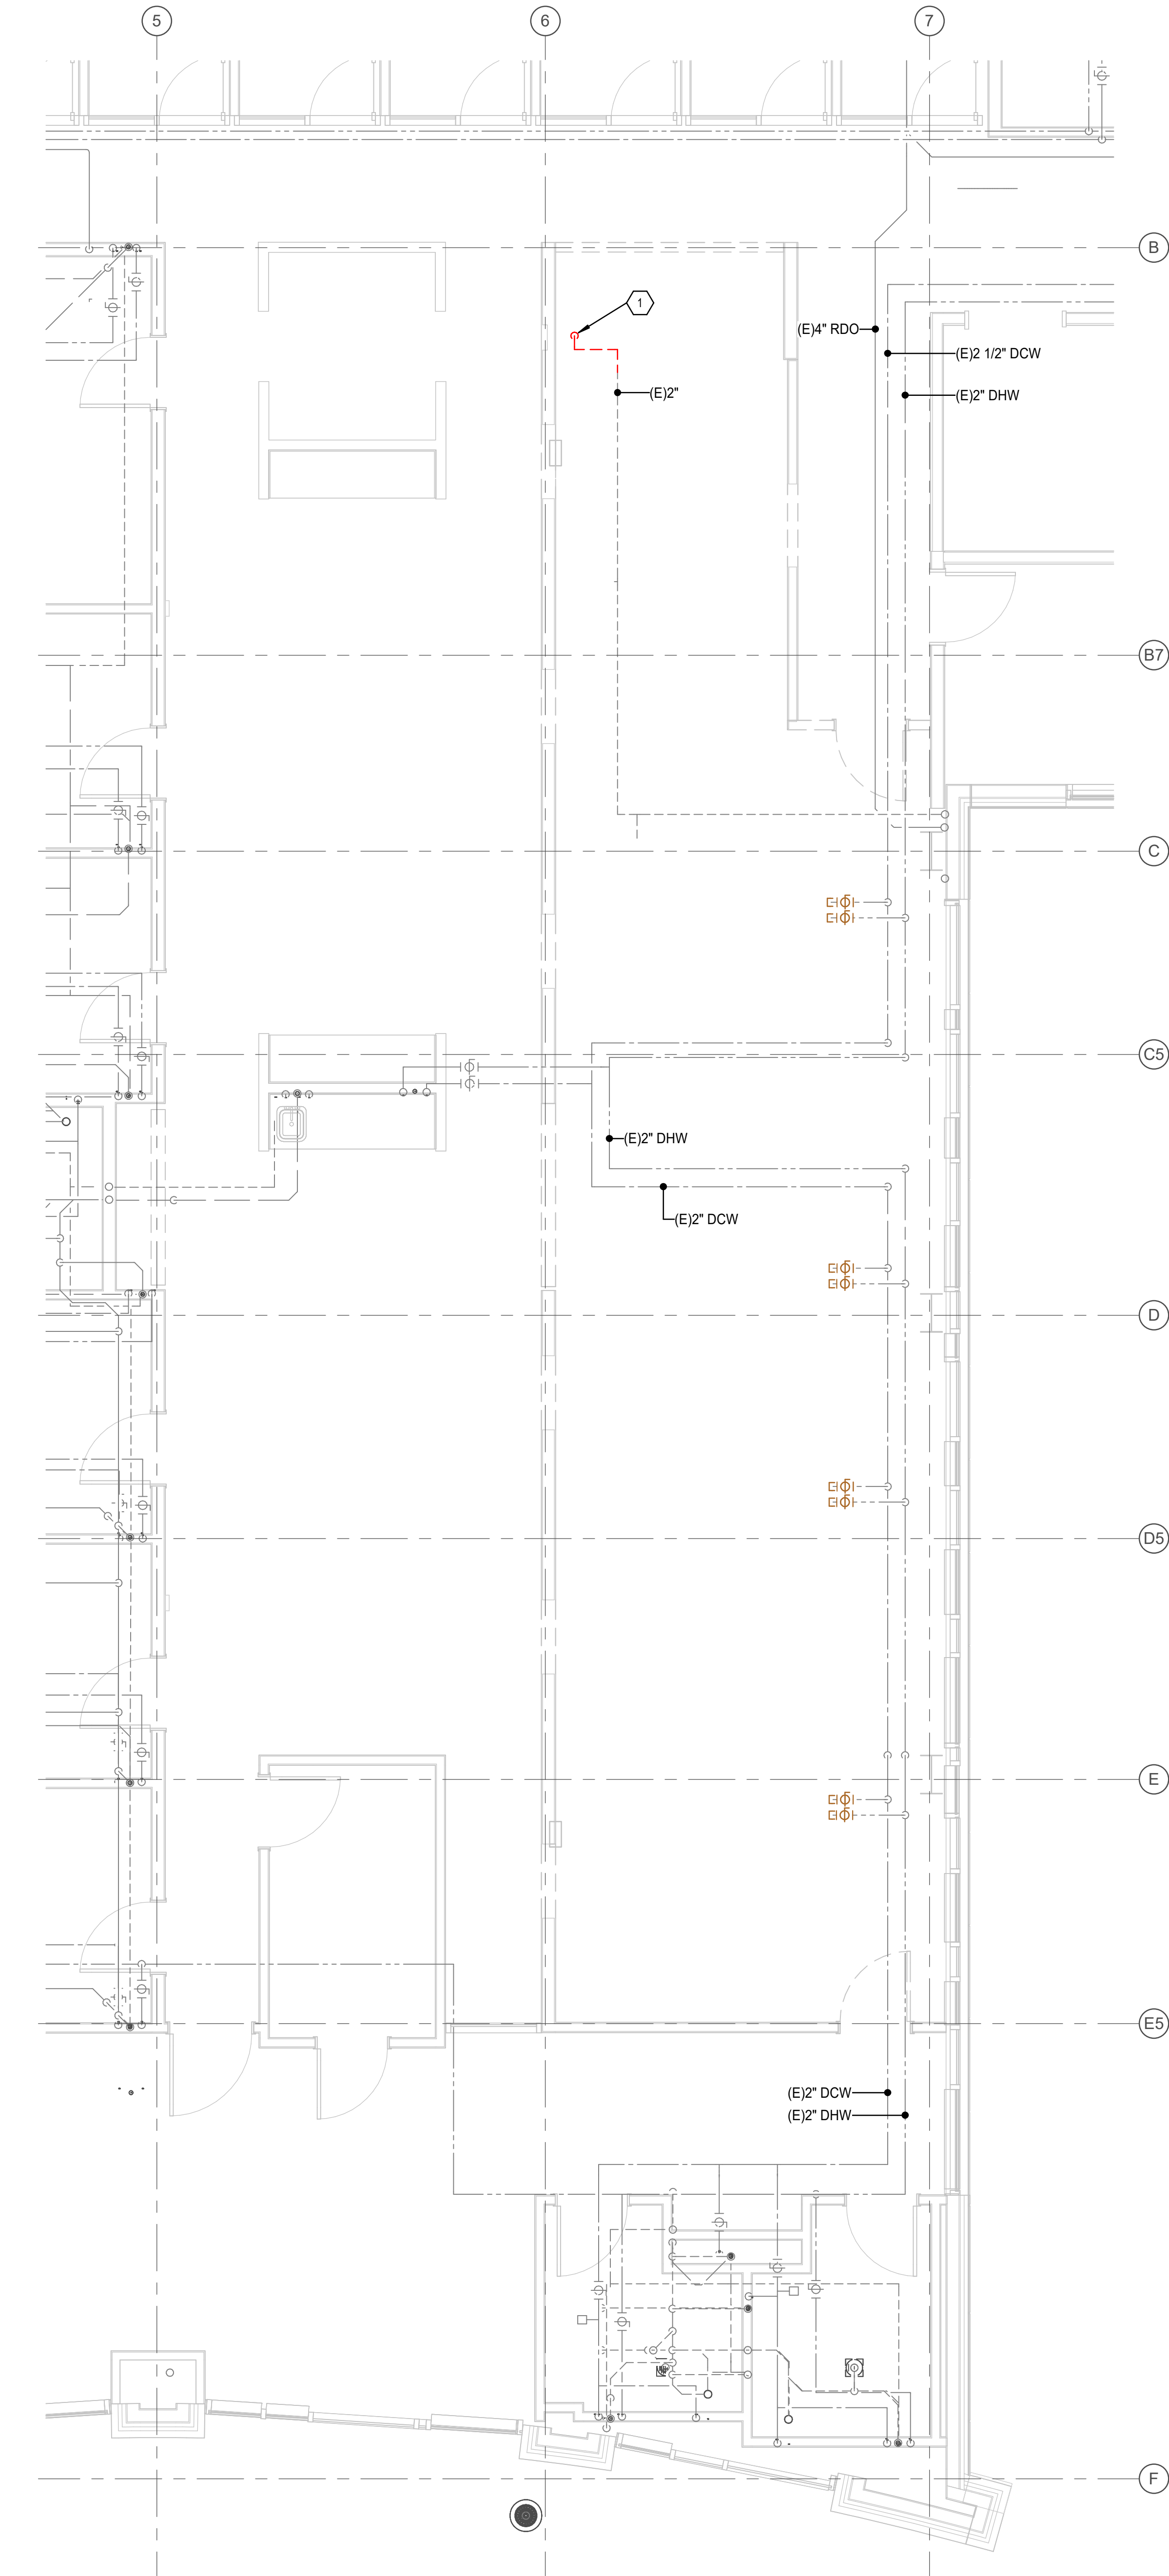 5
6
7
B
1
(E)4" RDO
(E)2 1/2" DCW
(E)2"
(E)2" DHW
B7
C
C5
(E)2" DHW
(E)2" DCW
D
D5
E
E5
(E)2" DCW
(E)2" DHW
F